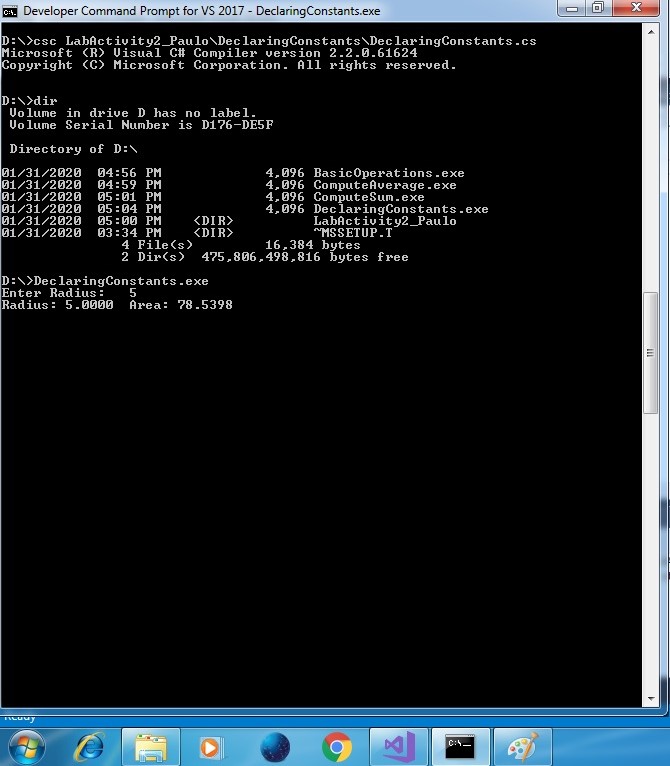 Developer Command Prompt for VS 2017 - DeclaringConstants.exe
D:\>csc LabActivity2_Paulo\DeclaringConstants\DeclaringConstants.cs
Microsoft (R) Visual C# Compiler version 2.2.0.61624
Copyright (C) Microsoft Corporation. All rights reserved.
D:\>dir
Volume in drive D has no label.
Volume Serial Number is D176-DE5F
Directory of D:\
01/31/2020 04:56 PM 4,096 BasicOperations.exe
01/31/2020 04:59 PM 4,096 ComputeAverage.exe
01/31/2020 05:01 PM 4,096 ComputeSum.exe
01/31/2020 05:04 PM 4,096 DeclaringConstants.exe
01/31/2020 05:00 PM <DIR> LabActivity2_Paulo
01/31/2020 03:34 PM <DIR> ~MSSETUP.T
4 File(s) 16,384 bytes
2 Dir(s) 475,806,498,816 bytes free
D:\>DeclaringConstants.exe
Enter Radius: 5
Radius: 5.0000 Area: 78.5398
Ready